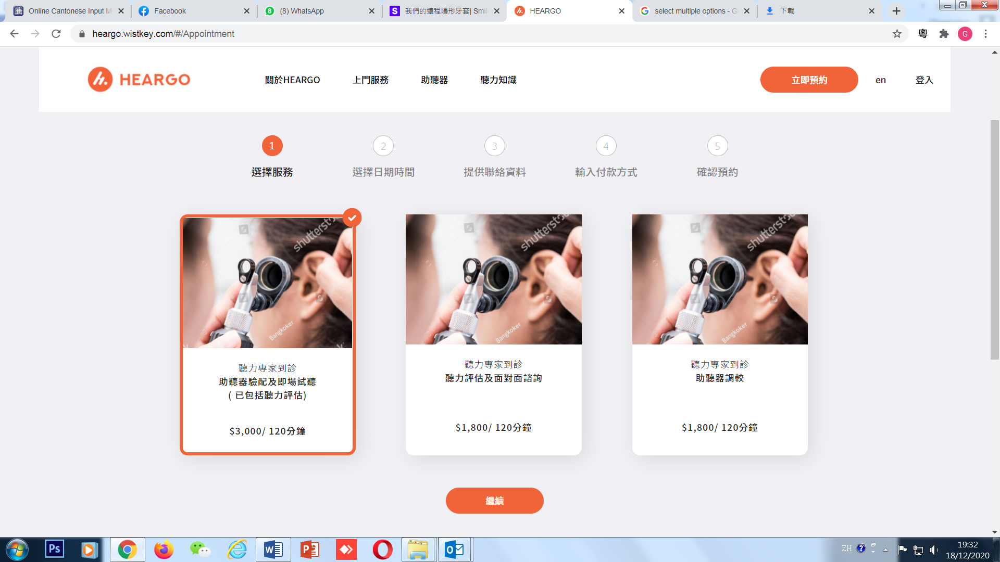 Online Cantonese Input M
Facebook
(8) WhatsApp
我們的遠程隱形牙套| Smil
HEARGO
select multiple options - G
下載
heargo.wistkey.com/#/Appointment
粵
G
HEARGO
關於HEARGO
上門服務
助聽器
聽力知識
立即預約
en
登入
1
2
3
4
5
選擇服務
選擇日期時間
提供聯絡資料
輸入付款方式
確認預約
shutterst
Bangkoker
shutterst
Bangkoker
shutterst
Bangkoker
聽力專家到診
助聽器驗配及即場試聽
( 已包括聽力評估)
$3,000/ 120分鐘
聽力專家到診
聽力評估及面對面諮詢
$1,800/ 120分鐘
聽力專家到診
助聽器調較
$1,800/ 120分鐘
繼續
Ps
ZH
19:32
18/12/2020